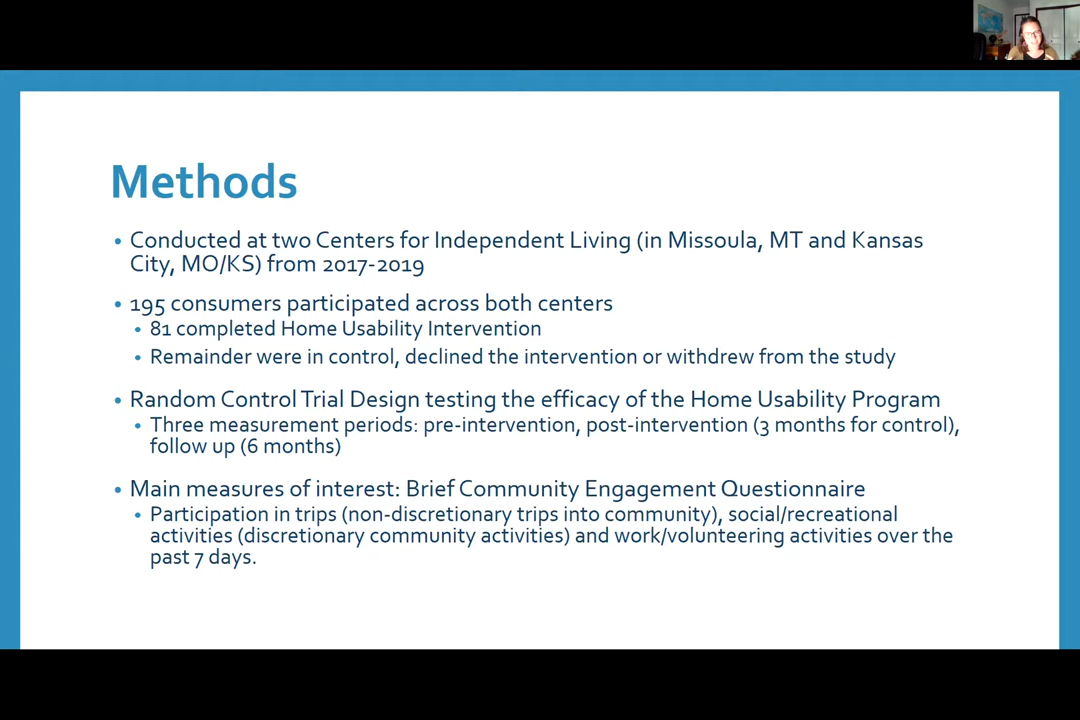 Methods
• Conducted at two Centers for Independent Living (in Missoula, MT and Kansas
City, MO/KS) from 2017-2019
• 195 consumers participated across both centers
• 81 completed Home Usability Intervention
• Remainder were in control, declined the intervention or withdrew from the study
• Random Control Trial Design testing the efficacy of the Home Usability Program
• Three measurement periods: pre-intervention, post-intervention (3 months for control),
follow up (6 months)
• Main measures of interest: Brief Community Engagement Questionnaire
• Participation in trips (non-discretionary trips into community), social/recreational
activities (discretionary community activities) and work/volunteering activities over the
past 7 days.